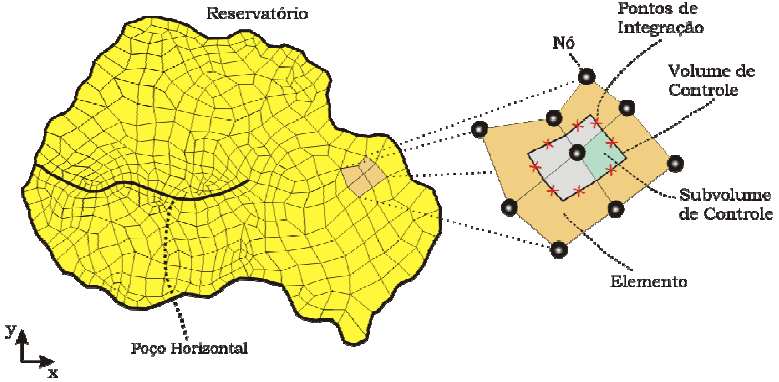 Reservatório
Pontos de
Integração
Nó
Volume de
Controle
Subvolume
de Controle
Elemento
Poço Horizontal
y
x